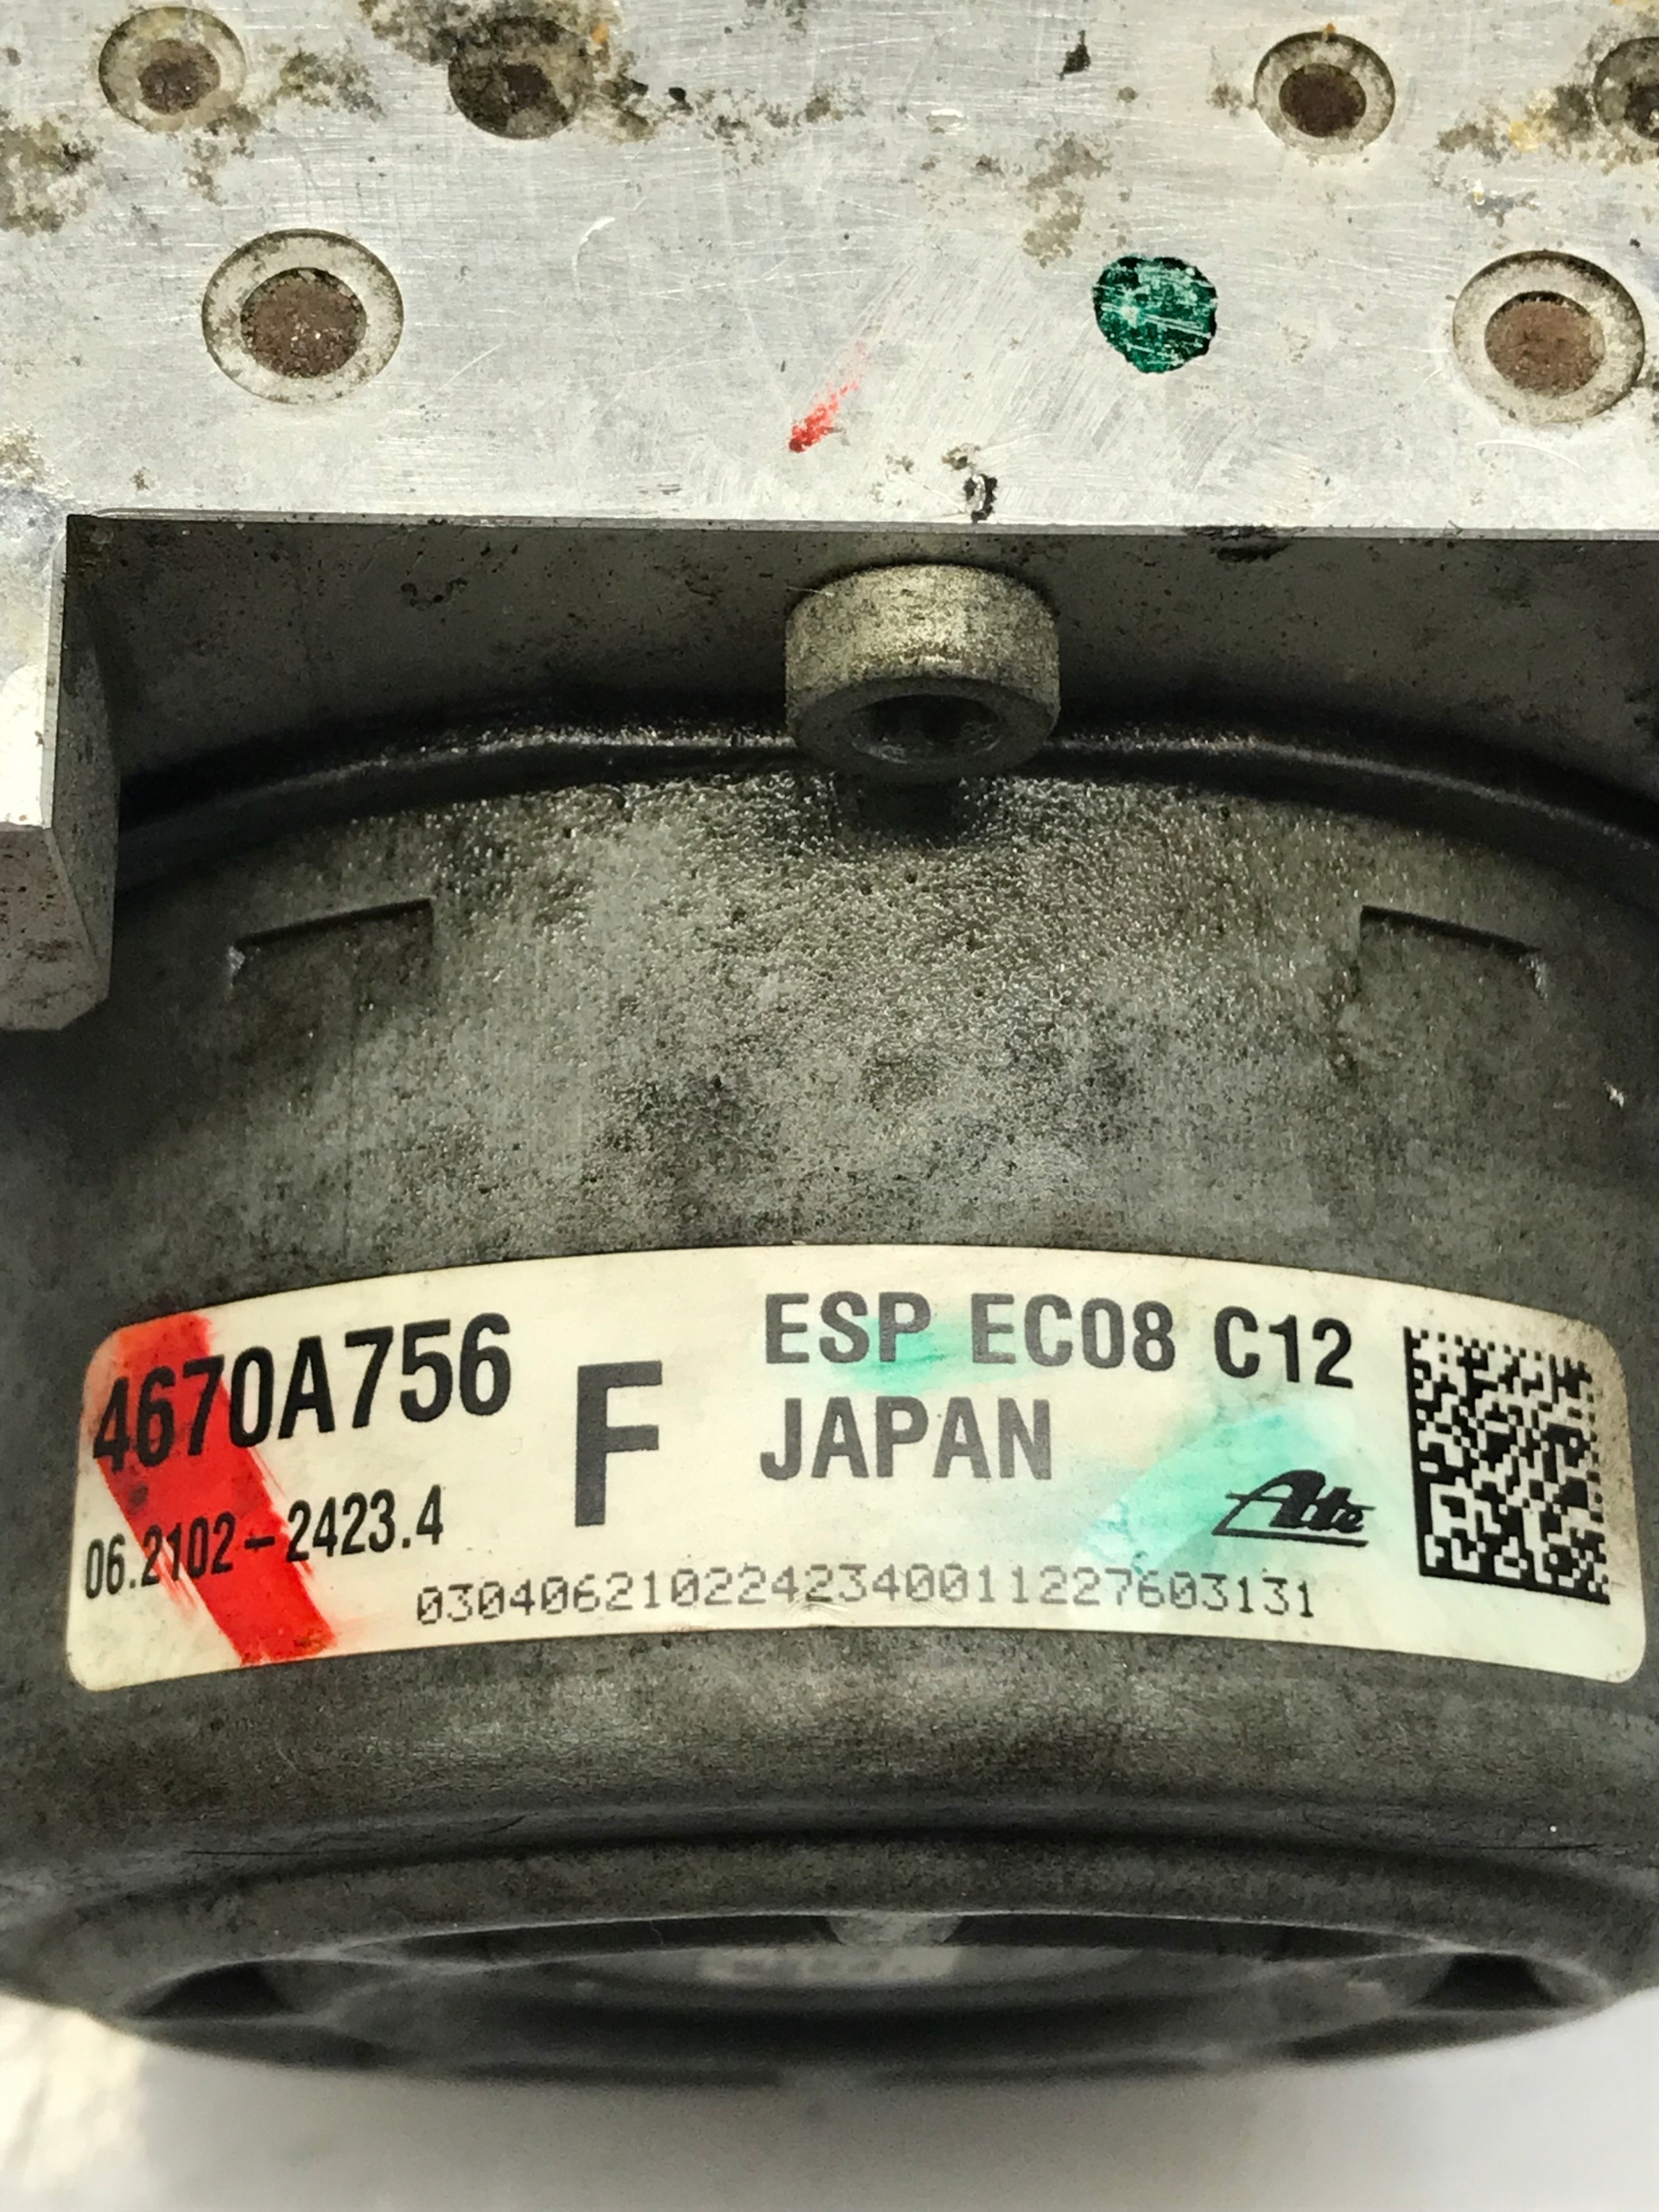 4670A756
06.2102-2423.4
F
ESP EC08 C12
JAPAN
Ate
0304062102242340011227603131